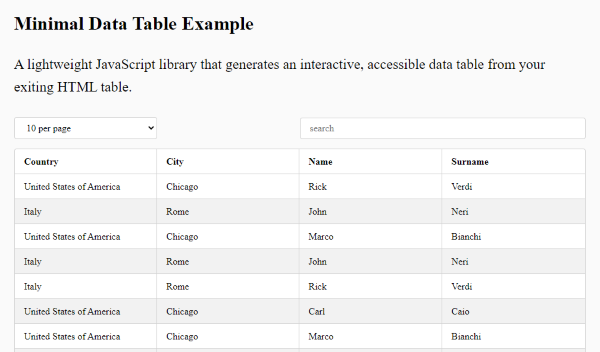 Minimal Data Table Example
A lightweight JavaScript library that generates an interactive, accessible data table from your
exiting HTML table.
10 per page search
Country City Name Surname
United States of America Chicago Rick Verdi
Italy Rome John Neri
United States of America Chicago Marco Bianchi
Italy Rome John Neri
Italy Rome Rick Verdi
United States of America Chicago Carl Caio
United States of America Chicago Marco Bianchi